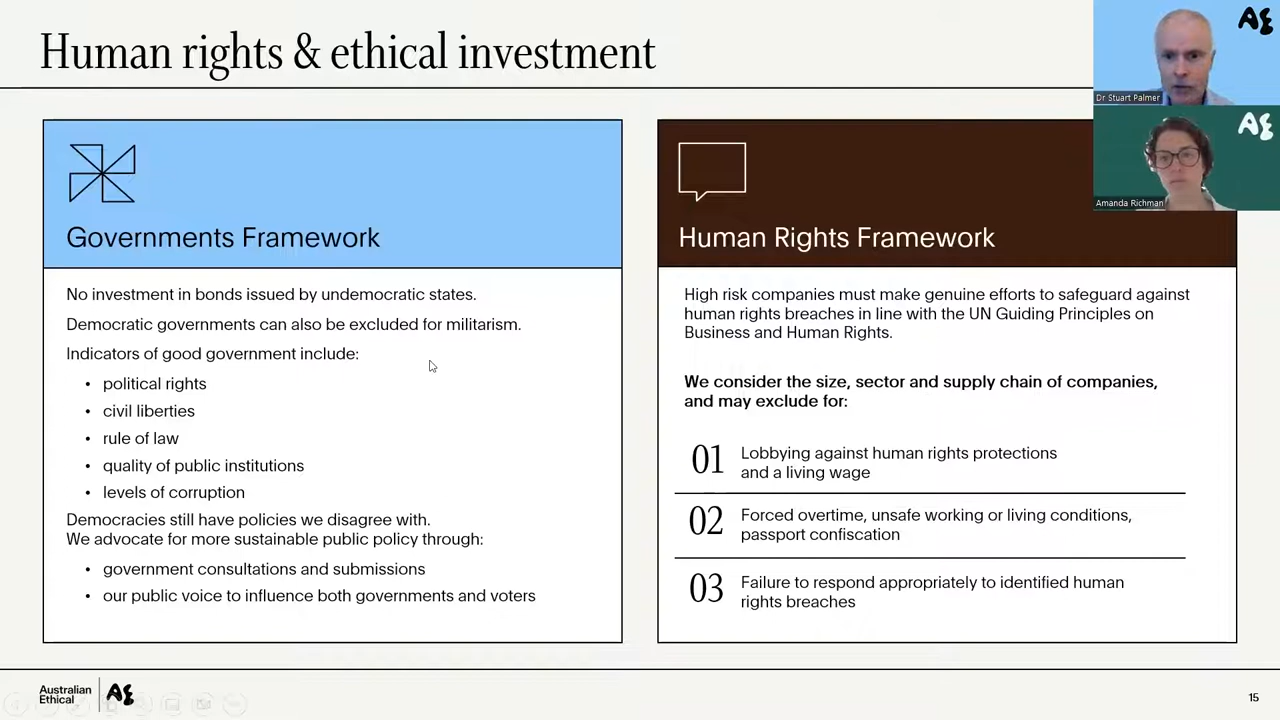 Human rights & ethical investment
Dr Stuart Palmer
Amanda Richman
Governments Framework
No investment in bonds issued by undemocratic states.
Democratic governments can also be excluded for militarism.
Indicators of good government include:
• political rights
• civil liberties
• rule of law
• quality of public institutions
• levels of corruption
Democracies still have policies we disagree with.
We advocate for more sustainable public policy through:
• government consultations and submissions
• our public voice to influence both governments and voters
Human Rights Framework
High risk companies must make genuine efforts to safeguard against
human rights breaches in line with the UN Guiding Principles on
Business and Human Rights.
We consider the size, sector and supply chain of companies,
and may exclude for:
01 Lobbying against human rights protections
and a living wage
02 Forced overtime, unsafe working or living conditions,
passport confiscation
03 Failure to respond appropriately to identified human
rights breaches
Australian
Ethical
AE
15
AE
AE